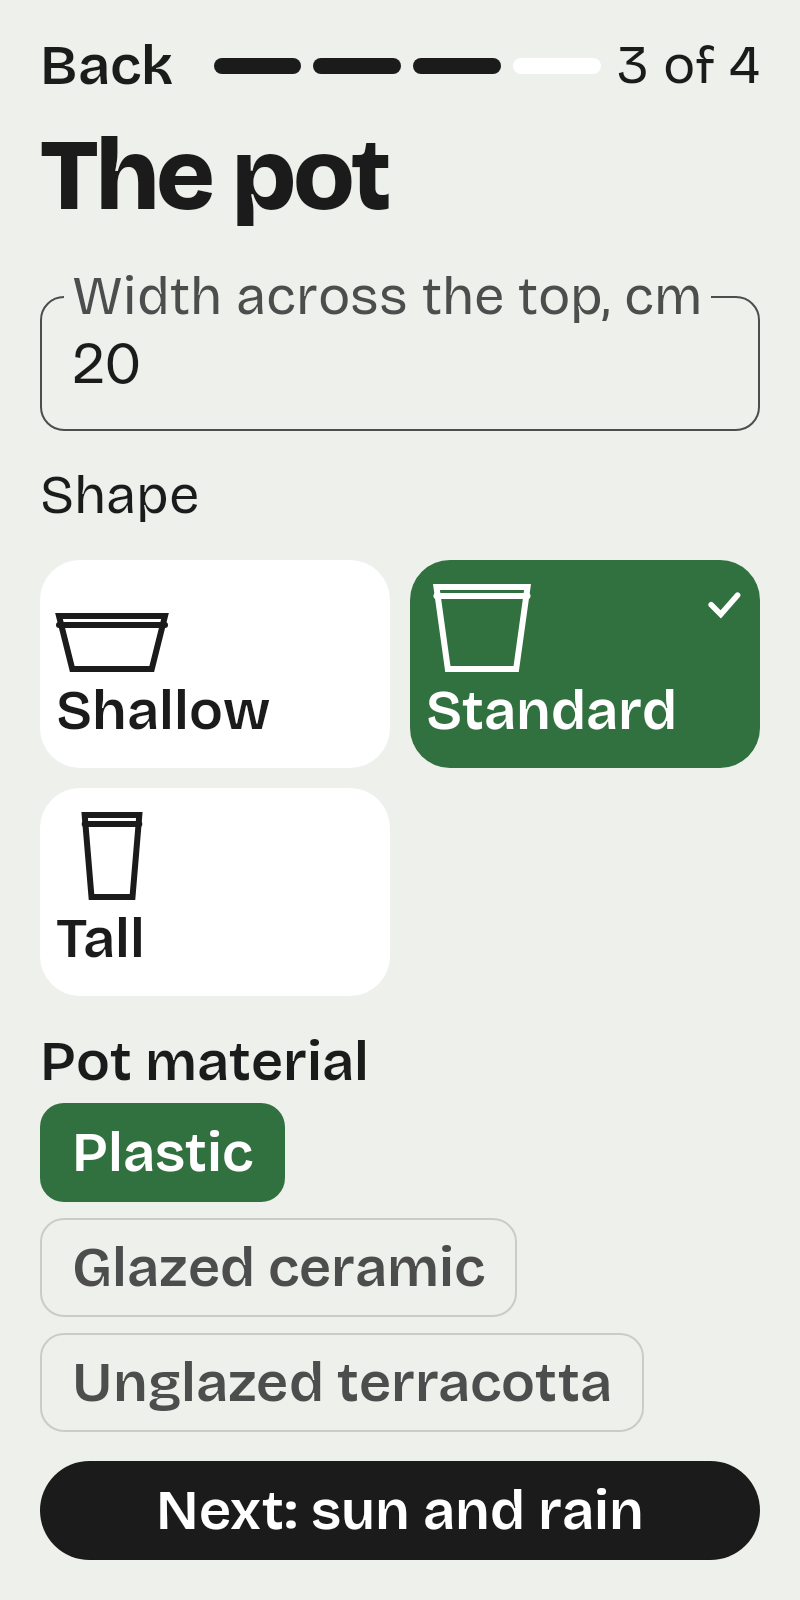 Back
3 of 4
The pot
Width across the top, cm
20
Shape
Shallow
Standard
Tall
Pot material
Plastic
Glazed ceramic
Unglazed terracotta
Next: sun and rain